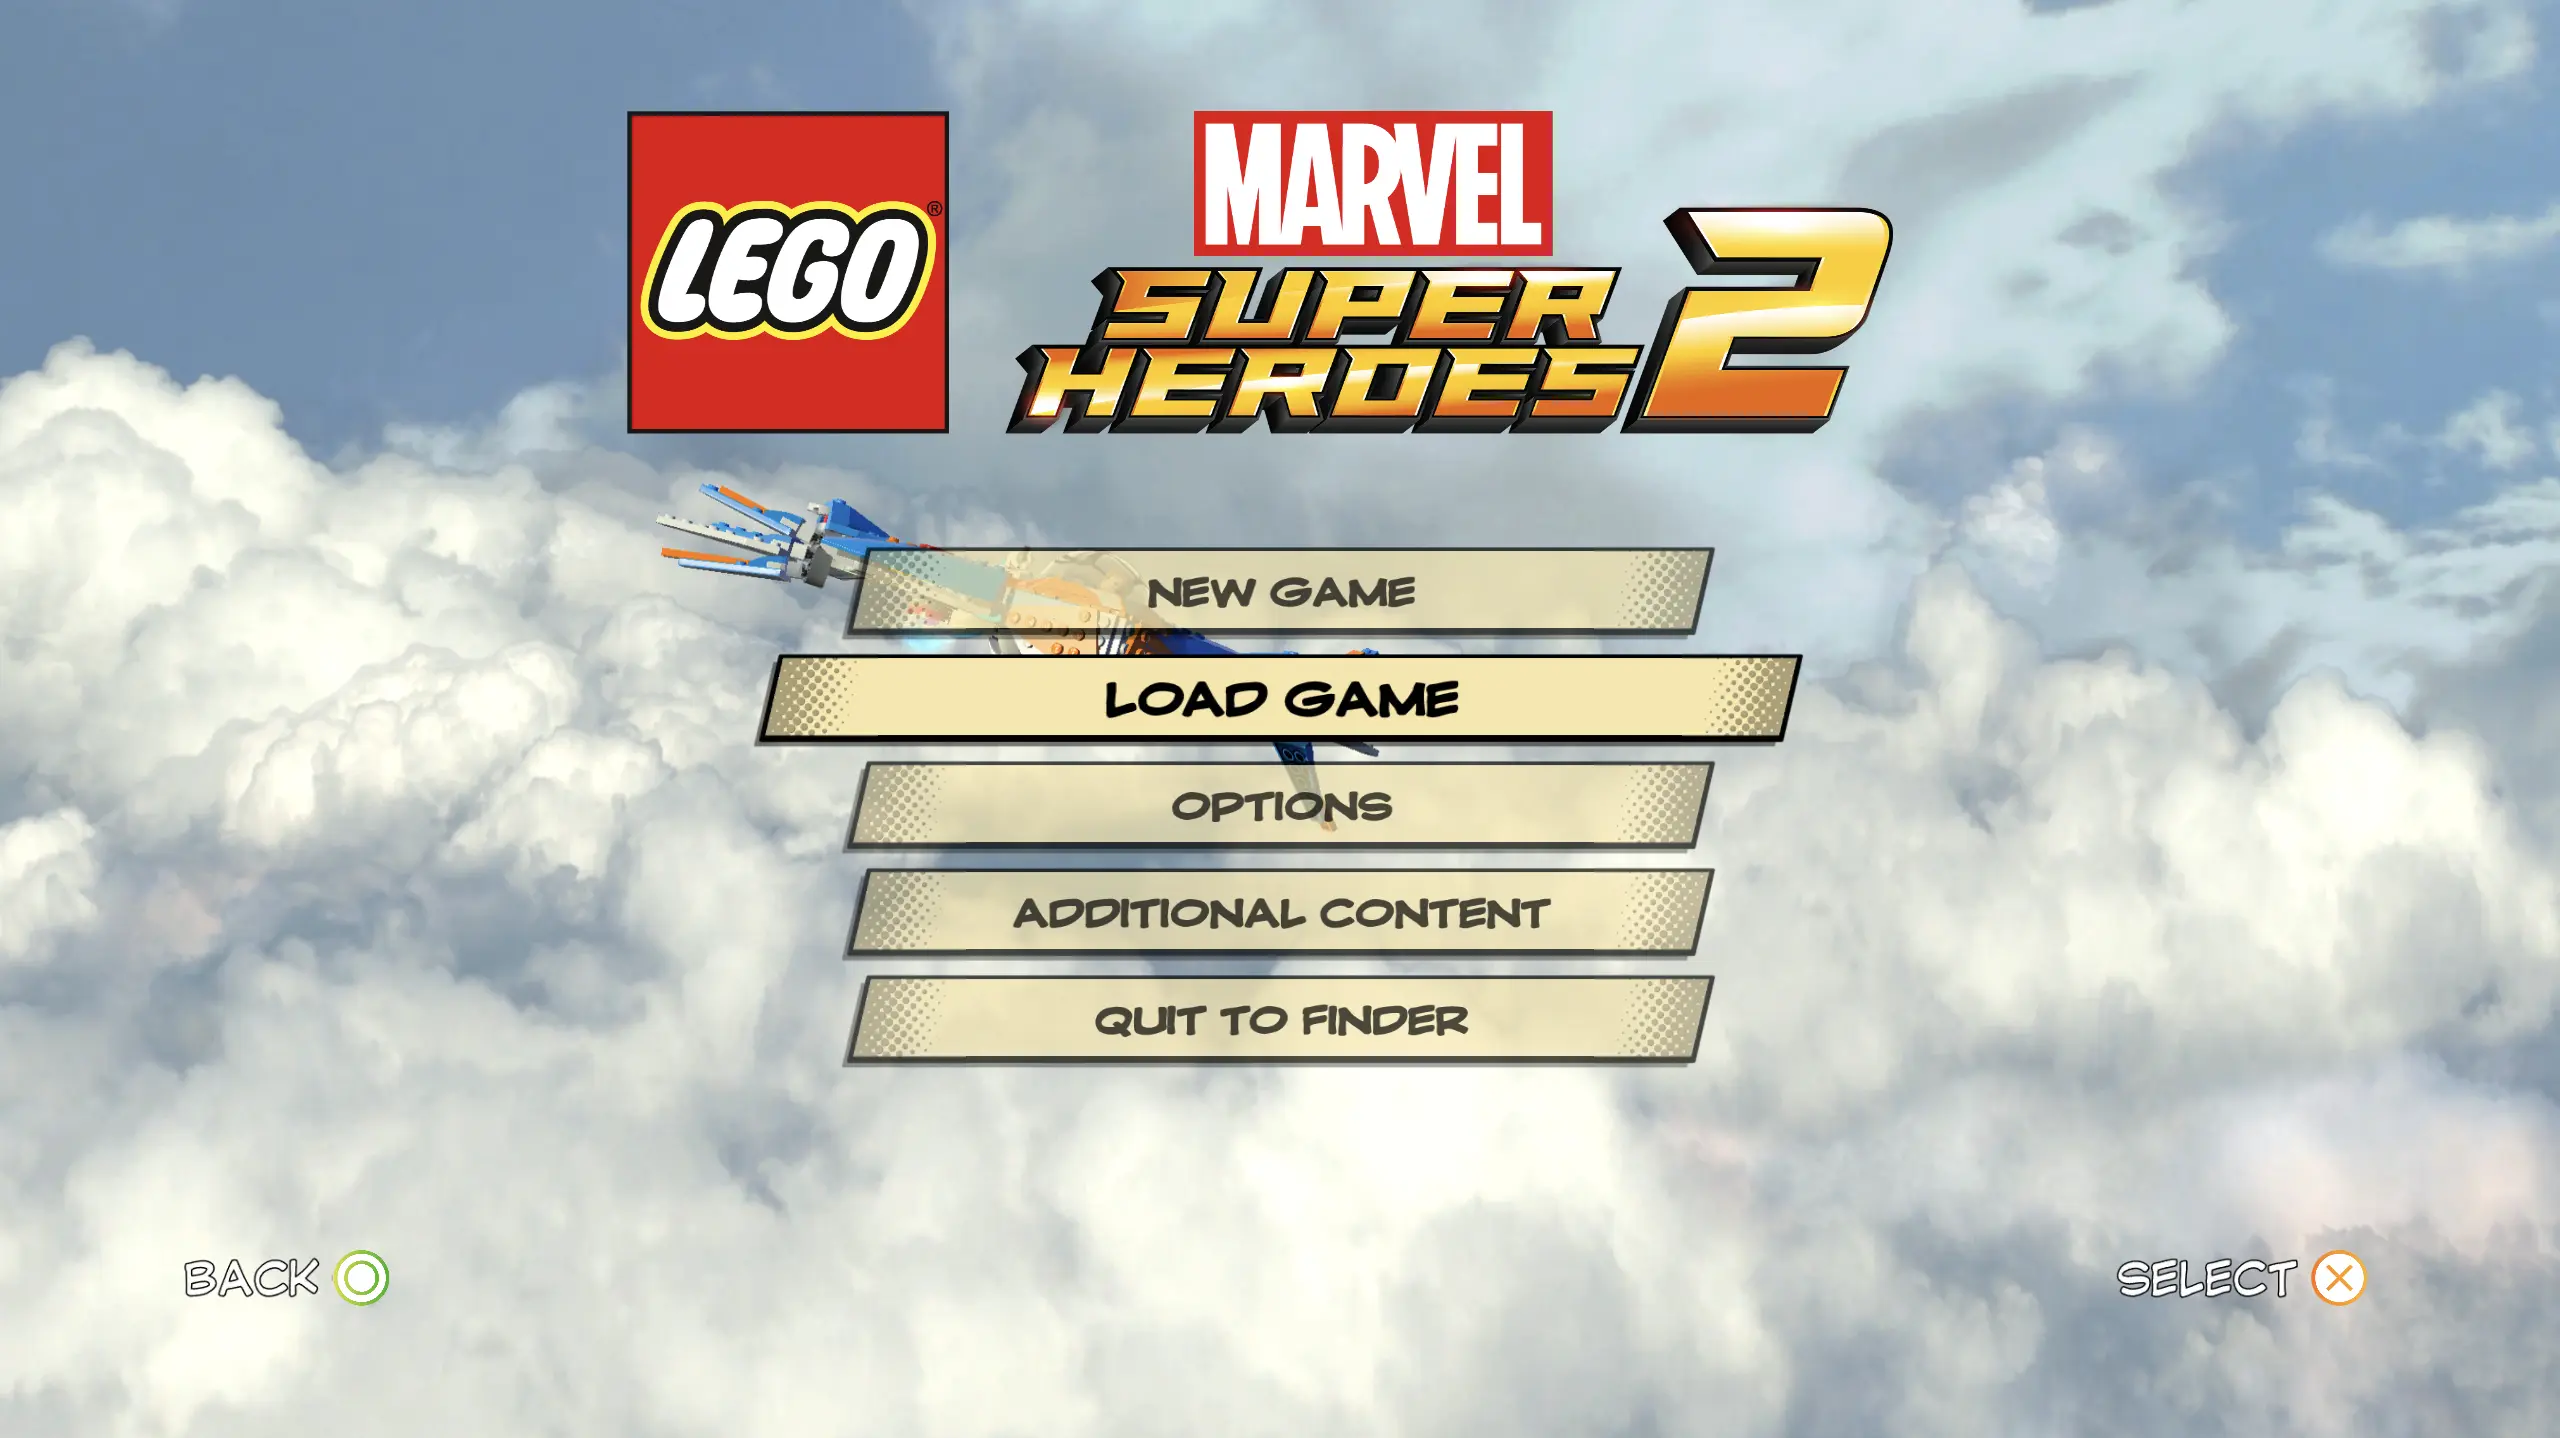 LEGO®
MARVEL
SUPER
HEROES 2
NEW GAME
LOAD GAME
OPTIONS
ADDITIONAL CONTENT
QUIT TO FINDER
BACK
SELECT